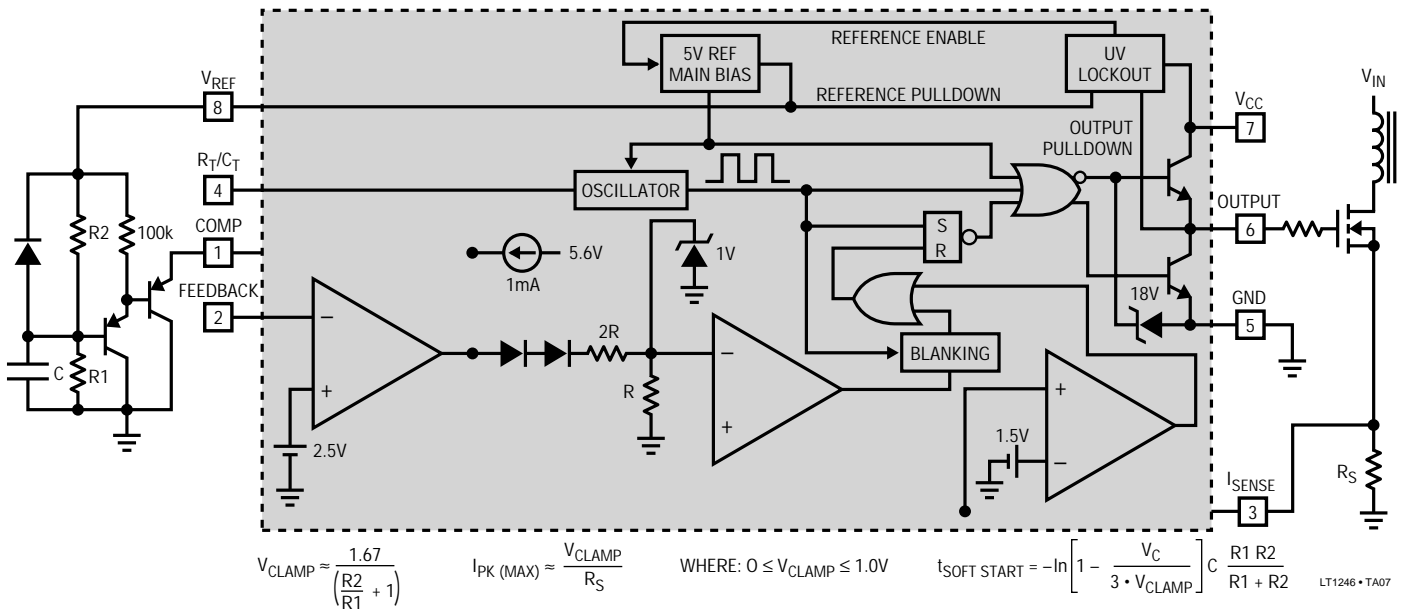 REFERENCE ENABLE
5V REF
MAIN BIAS
UV
LOCKOUT
V_REF
8
REFERENCE PULLDOWN
V_IN
V_CC
7
OUTPUT
PULLDOWN
R_T/C_T
4
OSCILLATOR
COMP
1
R2
100k
S
R
OUTPUT
6
5.6V
1mA
1V
FEEDBACK
2
18V
GND
5
C
R1
−
+
2.5V
2R
R
−
+
BLANKING
1.5V
+
−
I_SENSE
3
R_S
V_CLAMP ≈ 1.67 / (R2/R1 + 1)
I_PK (MAX) ≈ V_CLAMP / R_S
WHERE: O ≤ V_CLAMP ≤ 1.0V
t_SOFT START = −ln[1 − V_C / 3 • V_CLAMP] C R1 R2 / R1 + R2
LT1246 • TA07